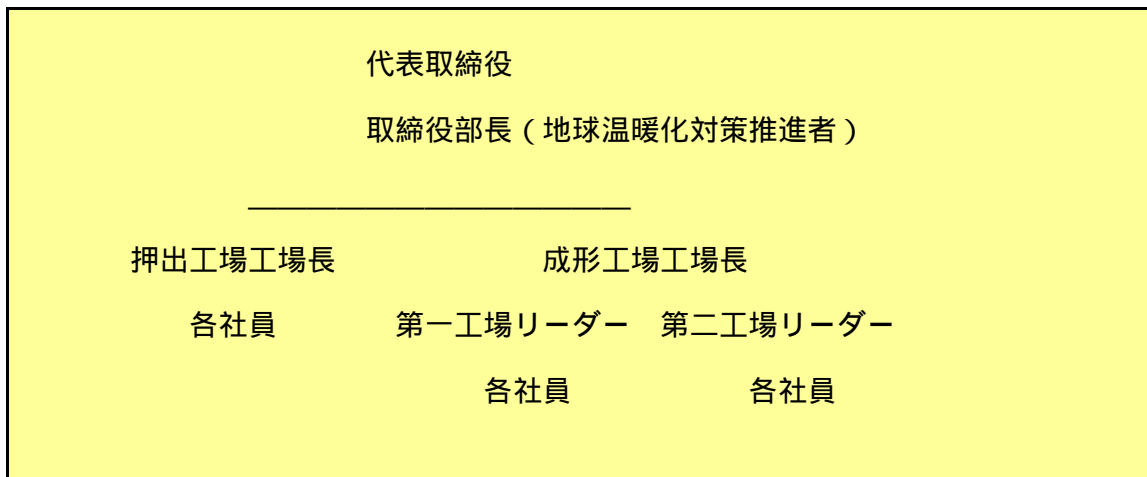 代表取締役
取締役部長（地球温暖化対策推進者）
押出工場工場長　成形工場工場長
各社員　第一工場リーダー　第二工場リーダー
各社員　各社員